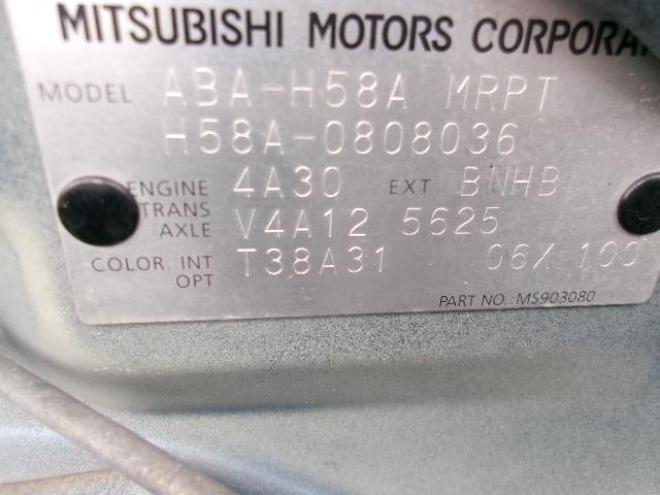 MITSUBISHI MOTORS CORPORA
MODEL ABA-H58A MRPT
H58A-0808036
ENGINE 4A30 EXT BNHB
TRANS
AXLE V4A12 5625
COLOR. INT T38A31 06X 100
OPT
PART NO.:MS903080